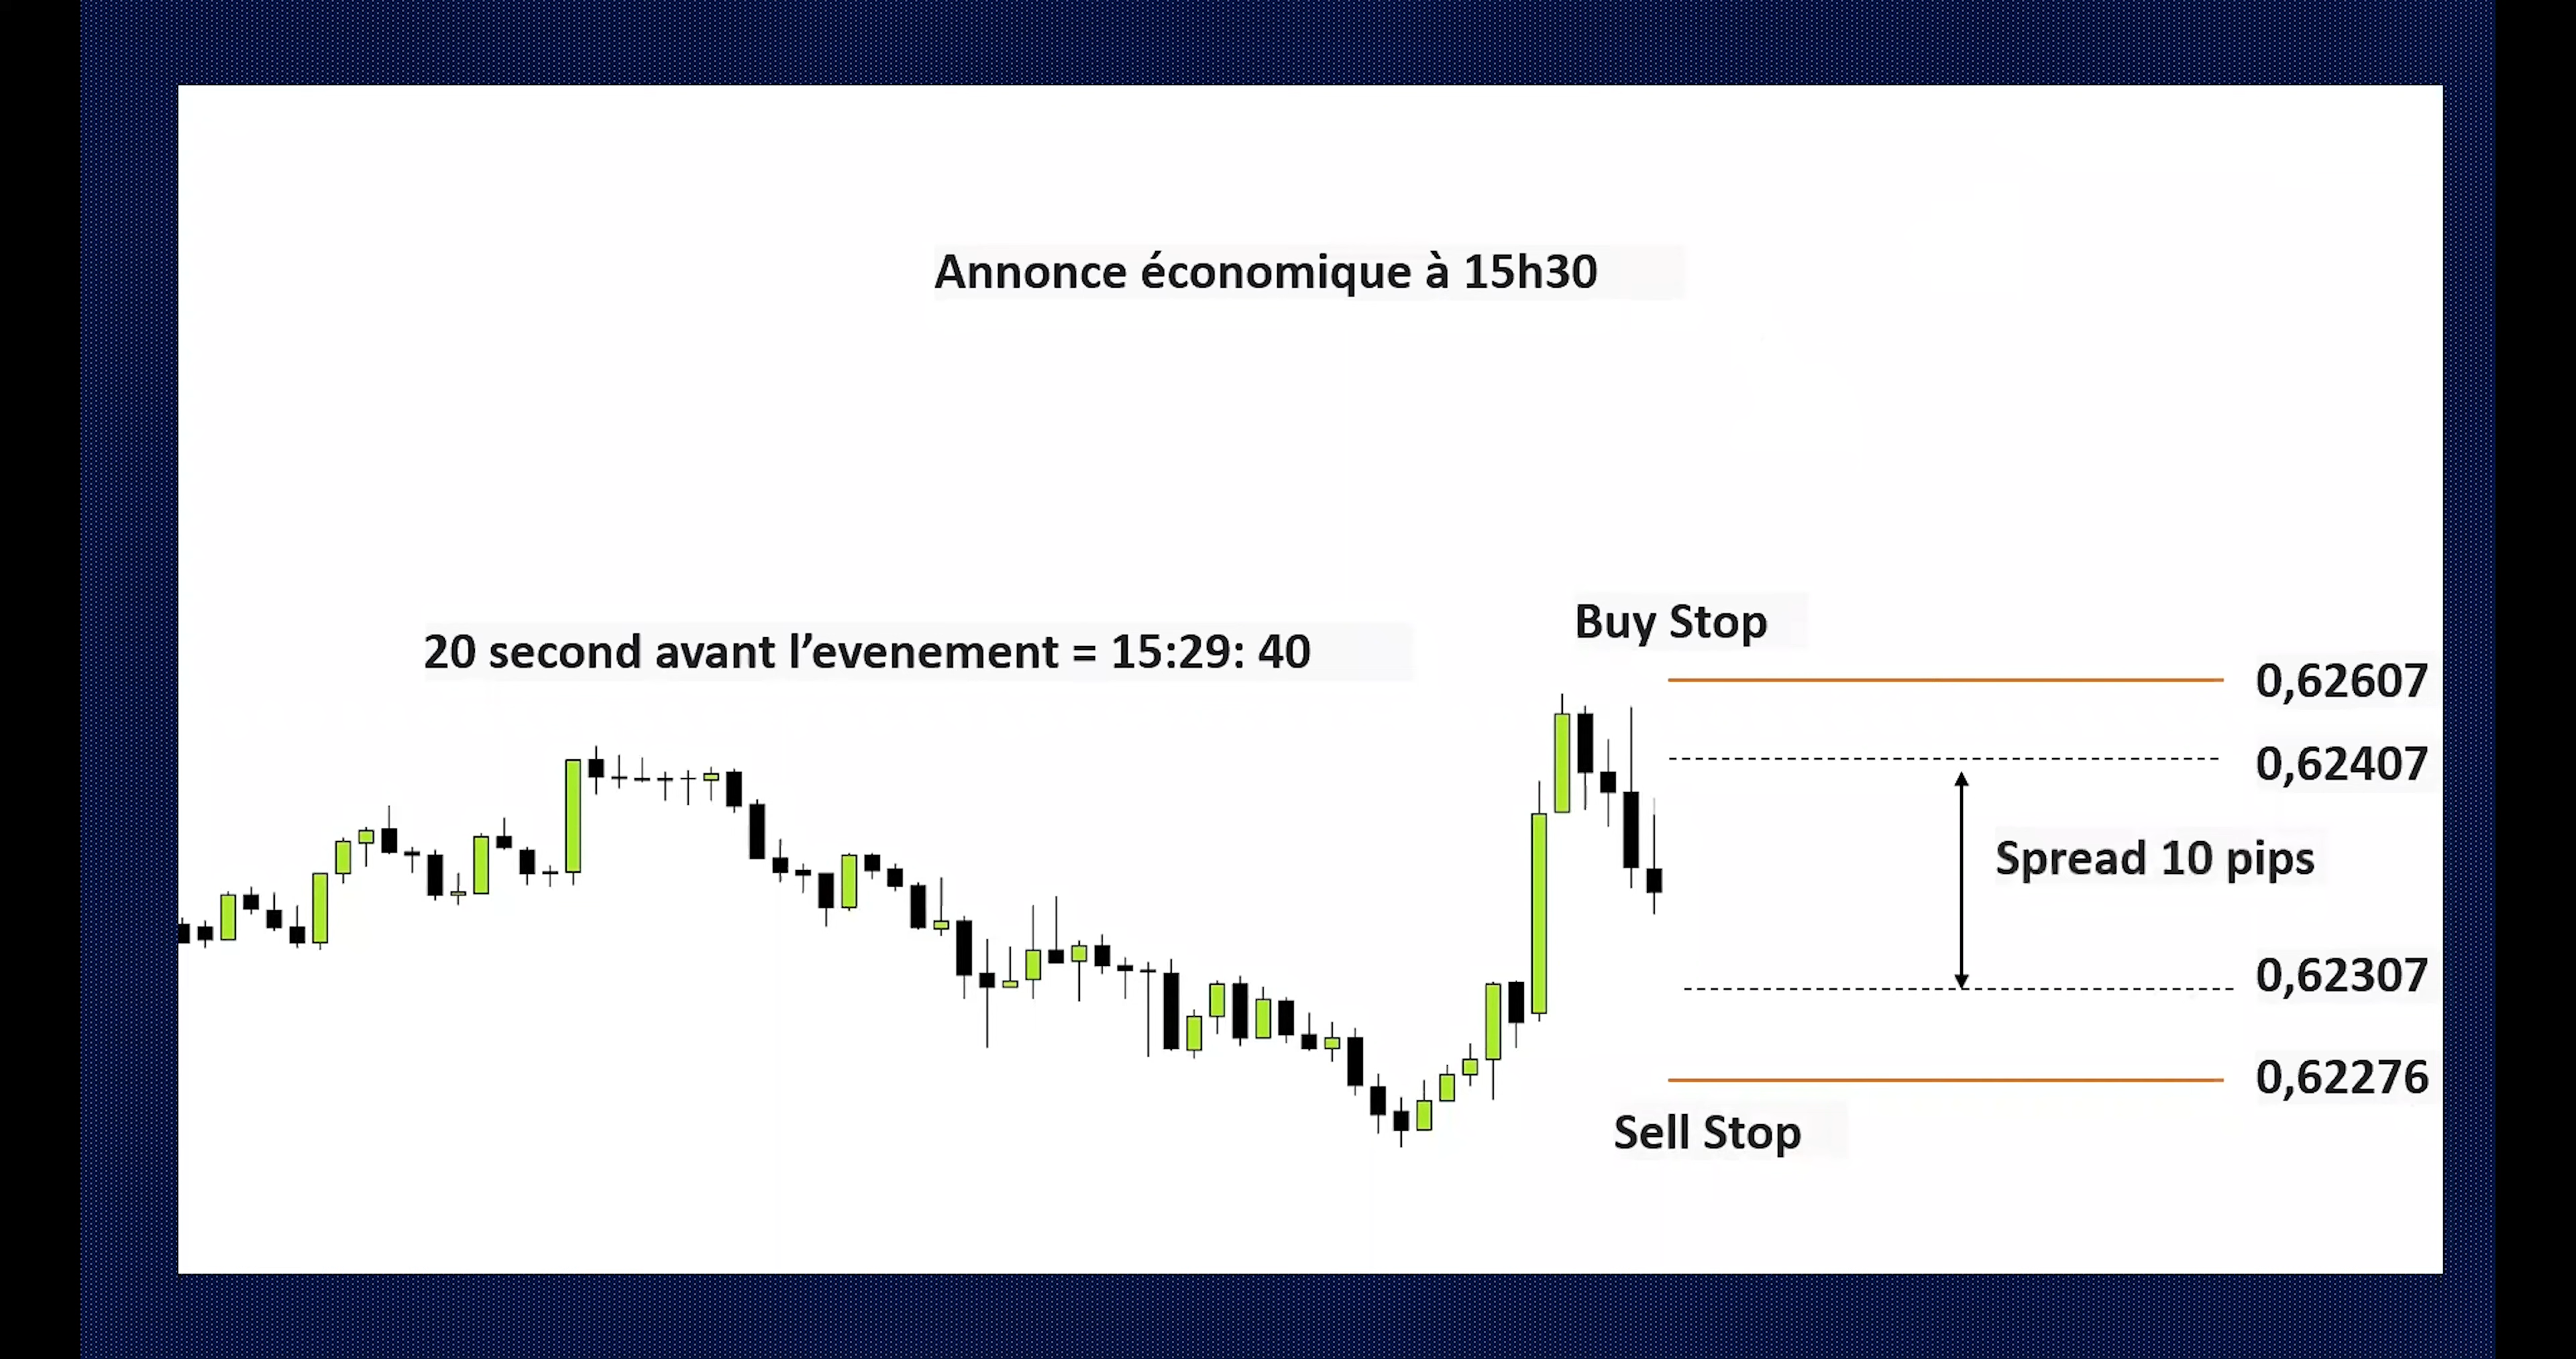 Annonce économique à 15h30
Buy Stop
20 second avant l’evenement = 15:29: 40
0,62607
0,62407
Spread 10 pips
0,62307
0,62276
Sell Stop